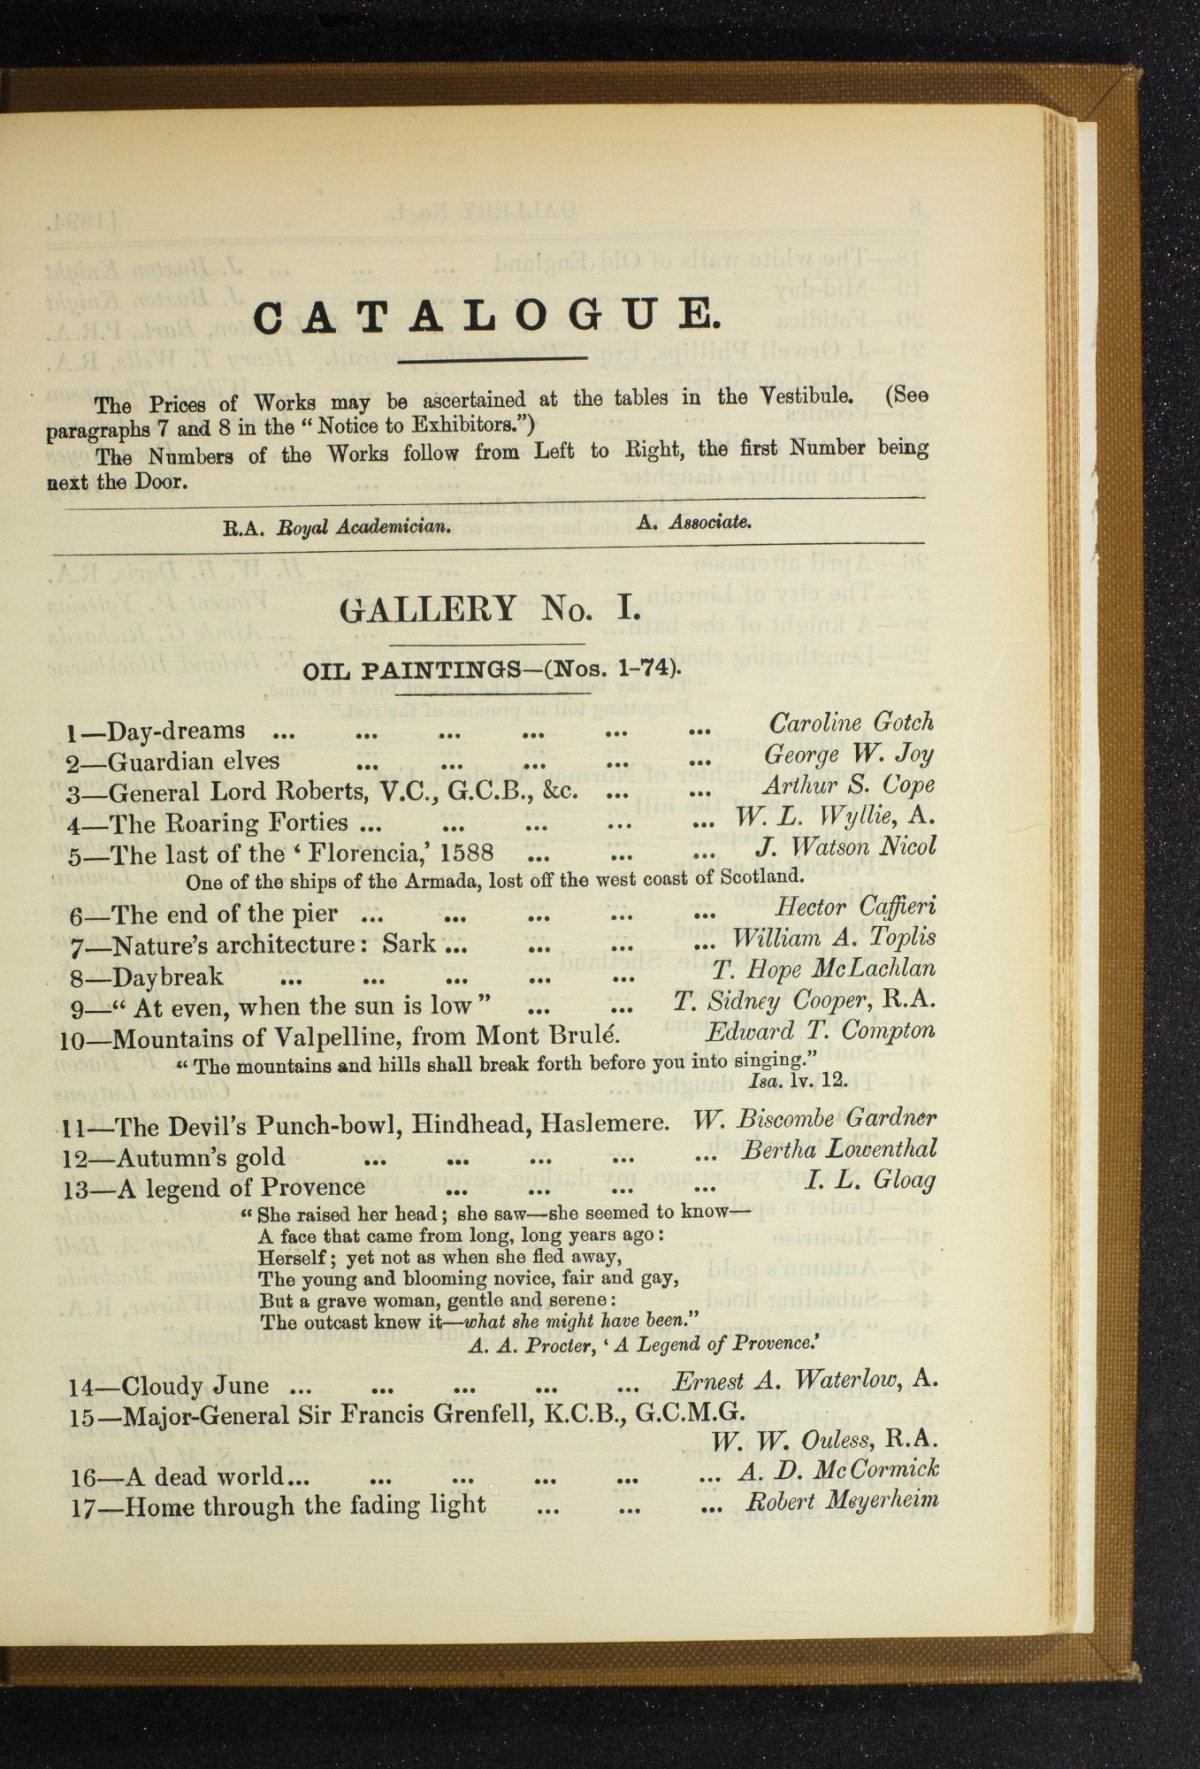 CATALOGUE.
The Prices of Works may be ascertained at the tables in the Vestibule. (See
paragraphs 7 and 8 in the “Notice to Exhibitors.”)
The Numbers of the Works follow from Left to Right, the first Number being
next the Door.
R.A. Royal Academician. A. Associate.
GALLERY No. I.
OIL PAINTINGS—(Nos. 1-74).
1—Day-dreams ... ... ... ... ... ... Caroline Gotch
2—Guardian elves ... ... ... ... ... George W. Joy
3—General Lord Roberts, V.C., G.C.B., &c. ... ... Arthur S. Cope
4—The Roaring Forties ... ... ... ... ... W. L. Wyllie, A.
5—The last of the ‘Florencia,’ 1588 ... ... ... J. Watson Nicol
One of the ships of the Armada, lost off the west coast of Scotland.
6—The end of the pier ... ... ... ... ... Hector Caffieri
7—Nature’s architecture: Sark ... ... ... ... William A. Toplis
8—Daybreak ... ... ... ... ... T. Hope McLachlan
9—“At even, when the sun is low” ... ... T. Sidney Cooper, R.A.
10—Mountains of Valpelline, from Mont Brulé. Edward T. Compton
“The mountains and hills shall break forth before you into singing.”
Isa. lv. 12.
11—The Devil’s Punch-bowl, Hindhead, Haslemere. W. Biscombe Gardner
12—Autumn’s gold ... ... ... ... ... Bertha Lowenthal
13—A legend of Provence ... ... ... ... I. L. Gloag
“She raised her head; she saw—she seemed to know—
A face that came from long, long years ago:
Herself; yet not as when she fled away,
The young and blooming novice, fair and gay,
But a grave woman, gentle and serene:
The outcast knew it—what she might have been.”
A. A. Procter, ‘A Legend of Provence.’
14—Cloudy June ... ... ... ... ... Ernest A. Waterlow, A.
15—Major-General Sir Francis Grenfell, K.C.B., G.C.M.G.
W. W. Ouless, R.A.
16—A dead world... ... ... ... ... ... A. D. McCormick
17—Home through the fading light ... ... ... Robert Meyerheim